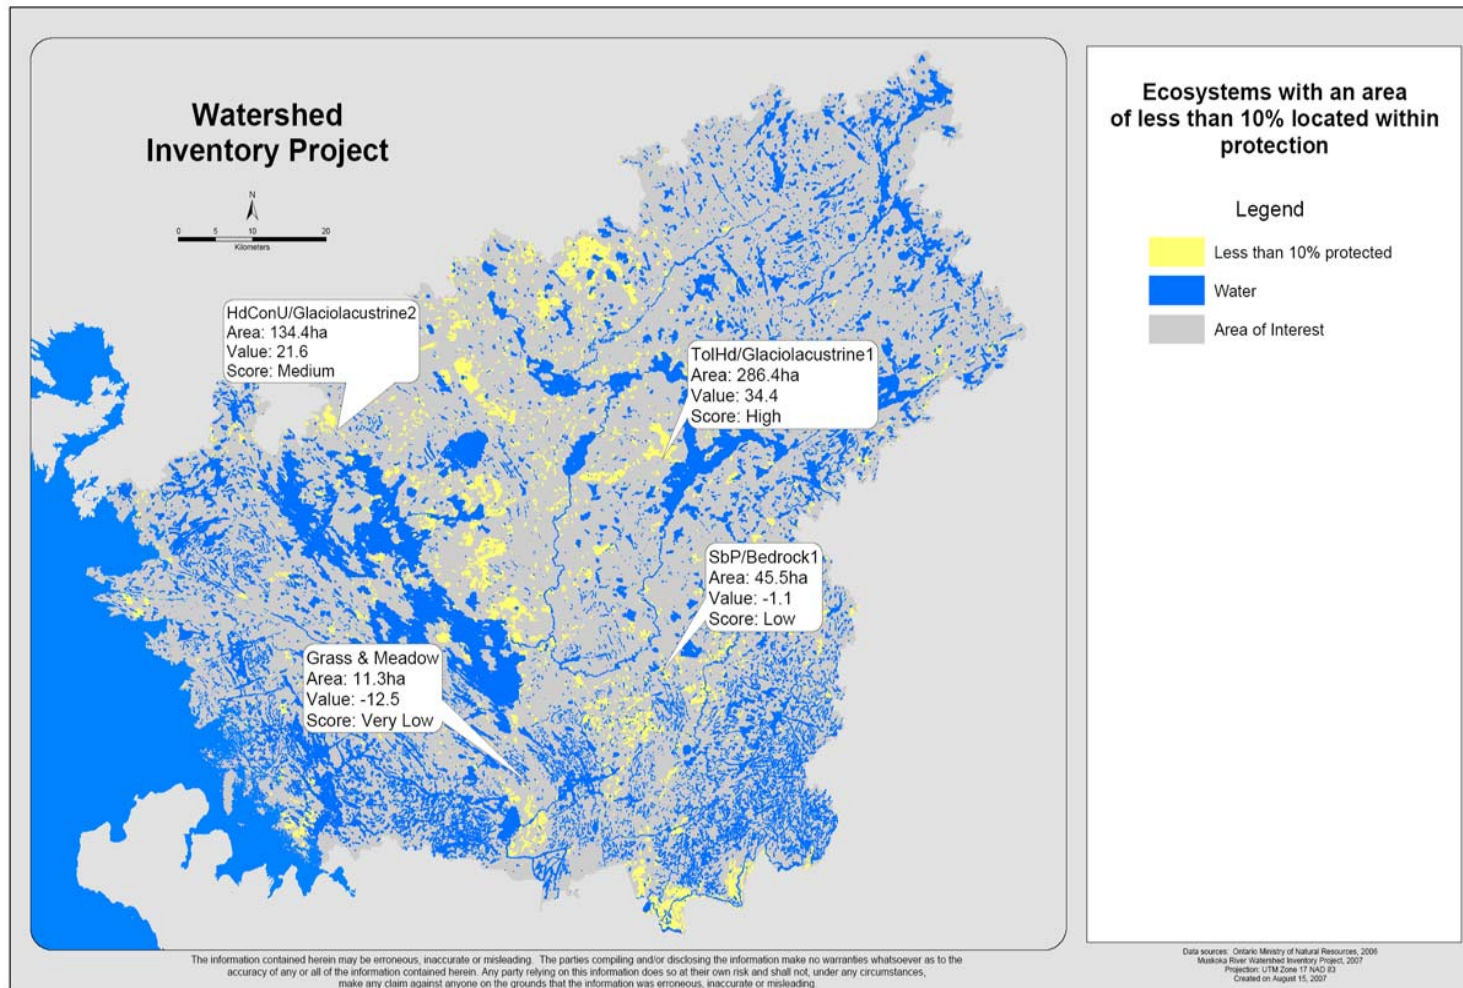 Watershed
Inventory Project
N
0 5 10 20
Kilometers
HdConU/Glaciolacustrine2
Area: 134.4ha
Value: 21.6
Score: Medium
TolHd/Glaciolacustrine1
Area: 286.4ha
Value: 34.4
Score: High
SbP/Bedrock1
Area: 45.5ha
Value: -1.1
Score: Low
Grass & Meadow
Area: 11.3ha
Value: -12.5
Score: Very Low
Ecosystems with an area
of less than 10% located within
protection
Legend
Less than 10% protected
Water
Area of Interest
The information contained herein may be erroneous, inaccurate or misleading. The parties compiling and/or disclosing the information make no warranties whatsoever as to the
accuracy of any or all of the information contained herein. Any party relying on this information does so at their own risk and shall not, under any circumstances,
make any claim against anyone on the grounds that the information was erroneous, inaccurate or misleading.
Data sources: Ontario Ministry of Natural Resources, 2006
Muskoka River Watershed Inventory Project, 2007
Projection: UTM Zone 17 NAD 83
Created on August 15, 2007